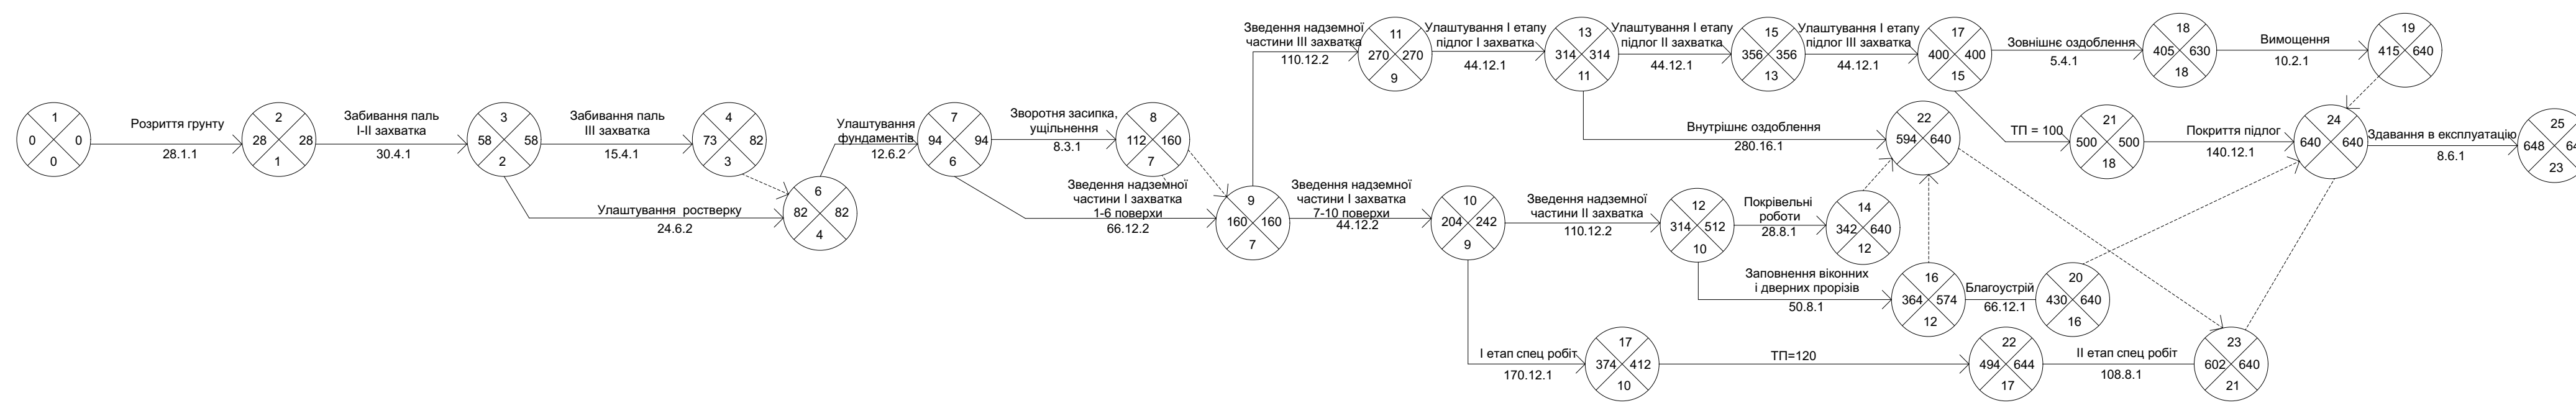 1
0 0
0
Розриття грунту
28.1.1
2
28 28
1
Забивання паль
І-ІІ захватка
30.4.1
3
58 58
2
Забивання паль
ІІІ захватка
15.4.1
4
73 82
3
Улаштування ростверку
24.6.2
6
82 82
4
Улаштування
фундаментів
12.6.2
7
94 94
6
Зворотня засипка,
ущільнення
8.3.1
8
112 160
7
Зведення надземної
частини І захватка
1-6 поверхи
66.12.2
9
160 160
7
Зведення надземної
частини ІІІ захватка
110.12.2
11
270 270
9
Улаштування І етапу
підлог І захватка
44.12.1
13
314 314
11
Улаштування І етапу
підлог ІІ захватка
44.12.1
15
356 356
13
Улаштування І етапу
підлог ІІІ захватка
44.12.1
17
400 400
15
Зовнішнє оздоблення
5.4.1
18
405 630
18
Вимощення
10.2.1
19
415 640
Внутрішнє оздоблення
280.16.1
22
594 640
ТП = 100
21
500 500
18
Покриття підлог
140.12.1
24
640 640
Здавання в експлуатацію
8.6.1
25
648 64
23
Зведення надземної
частини І захватка
7-10 поверхи
44.12.2
10
204 242
9
Зведення надземної
частини ІІ захватка
110.12.2
12
314 512
10
Покрівельні
роботи
28.8.1
14
342 640
12
Заповнення віконних
і дверних прорізів
50.8.1
16
364 574
12
Благоустрій
66.12.1
20
430 640
16
І етап спец робіт
170.12.1
17
374 412
10
ТП=120
22
494 644
17
ІІ етап спец робіт
108.8.1
23
602 640
21